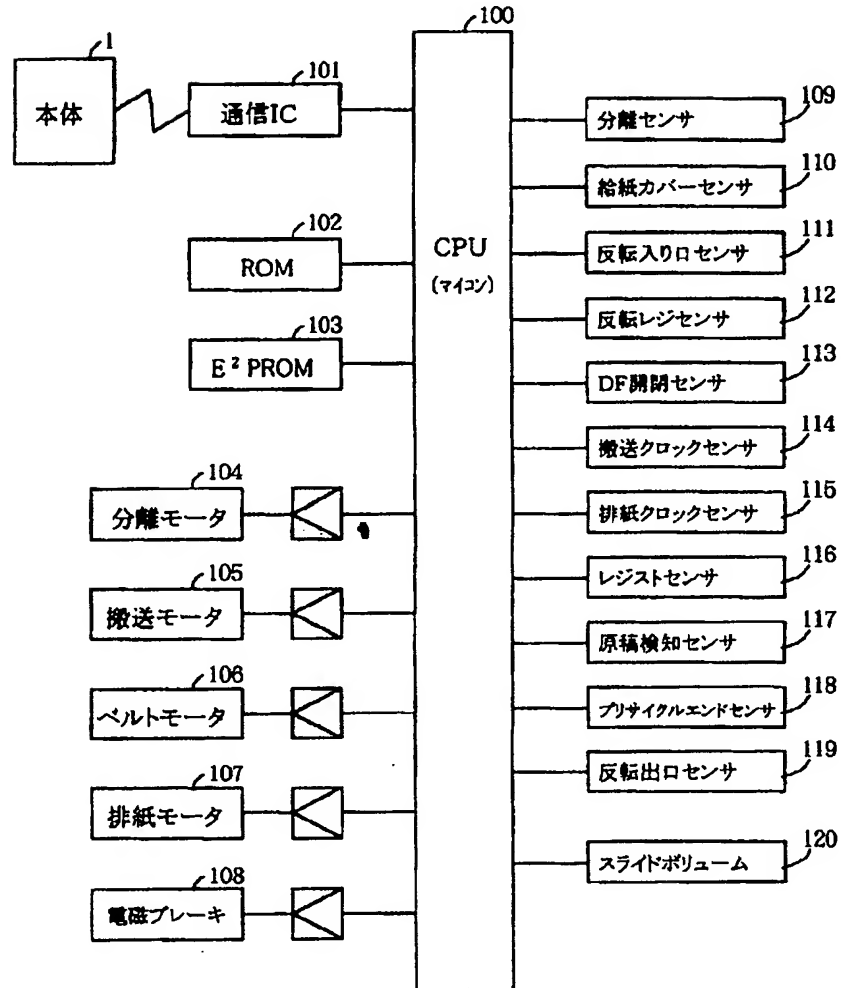 100
1
本体
101
通信IC
102
ROM
103
E² PROM
104
分離モータ
105
搬送モータ
106
ベルトモータ
107
排紙モータ
108
電磁ブレーキ
CPU
(マイコン)
109
分離センサ
110
給紙カバーセンサ
111
反転入り口センサ
112
反転レジセンサ
113
DF開閉センサ
114
搬送クロックセンサ
115
排紙クロックセンサ
116
レジストセンサ
117
原稿検知センサ
118
プリサイクルエンドセンサ
119
反転出口センサ
120
スライドボリューム